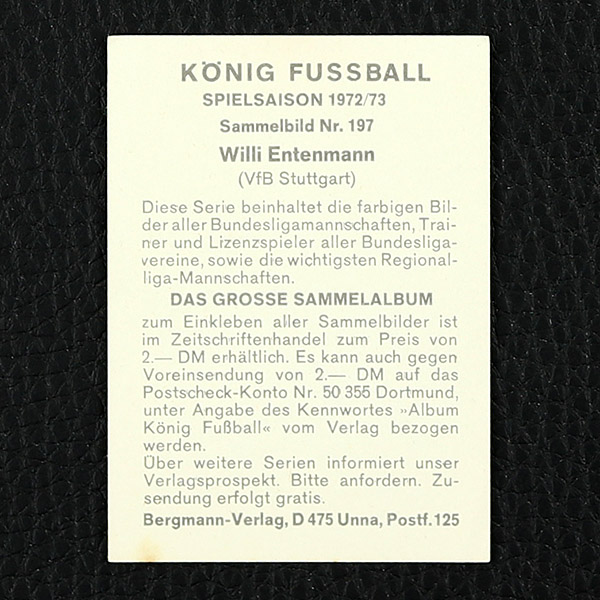 KÖNIG FUSSBALL
SPIELSAISON 1972/73
Sammelbild Nr. 197
Willi Entenmann
(VfB Stuttgart)
Diese Serie beinhaltet die farbigen Bil-
der aller Bundesligamannschaften, Trai-
ner und Lizenzspieler aller Bundesliga-
vereine, sowie die wichtigsten Regional-
liga-Mannschaften.
DAS GROSSE SAMMELALBUM
zum Einkleben aller Sammelbilder ist
im Zeitschriftenhandel zum Preis von
2.— DM erhältlich. Es kann auch gegen
Voreinsendung von 2.— DM auf das
Postscheck-Konto Nr. 50 355 Dortmund,
unter Angabe des Kennwortes »Album
König Fußball« vom Verlag bezogen
werden.
Über weitere Serien informiert unser
Verlagsprospekt. Bitte anfordern. Zu-
sendung erfolgt gratis.
Bergmann-Verlag, D 475 Unna, Postf. 125